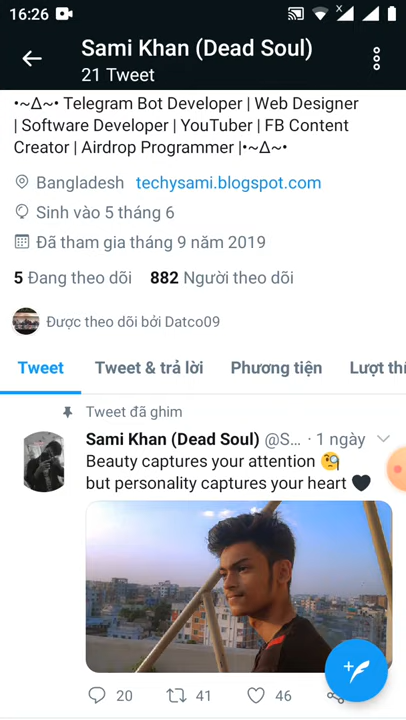 16:26
Sami Khan (Dead Soul)
21 Tweet
•~∆~• Telegram Bot Developer | Web Designer
| Software Developer | YouTuber | FB Content
Creator | Airdrop Programmer |•~∆~•
Bangladesh techysami.blogspot.com
Sinh vào 5 tháng 6
Đã tham gia tháng 9 năm 2019
5 Đang theo dõi 882 Người theo dõi
Được theo dõi bởi Datco09
Tweet Tweet & trả lời Phương tiện Lượt thí
Tweet đã ghim
Sami Khan (Dead Soul) @S... · 1 ngày
Beauty captures your attention 🧐
but personality captures your heart 🖤
20 41 46